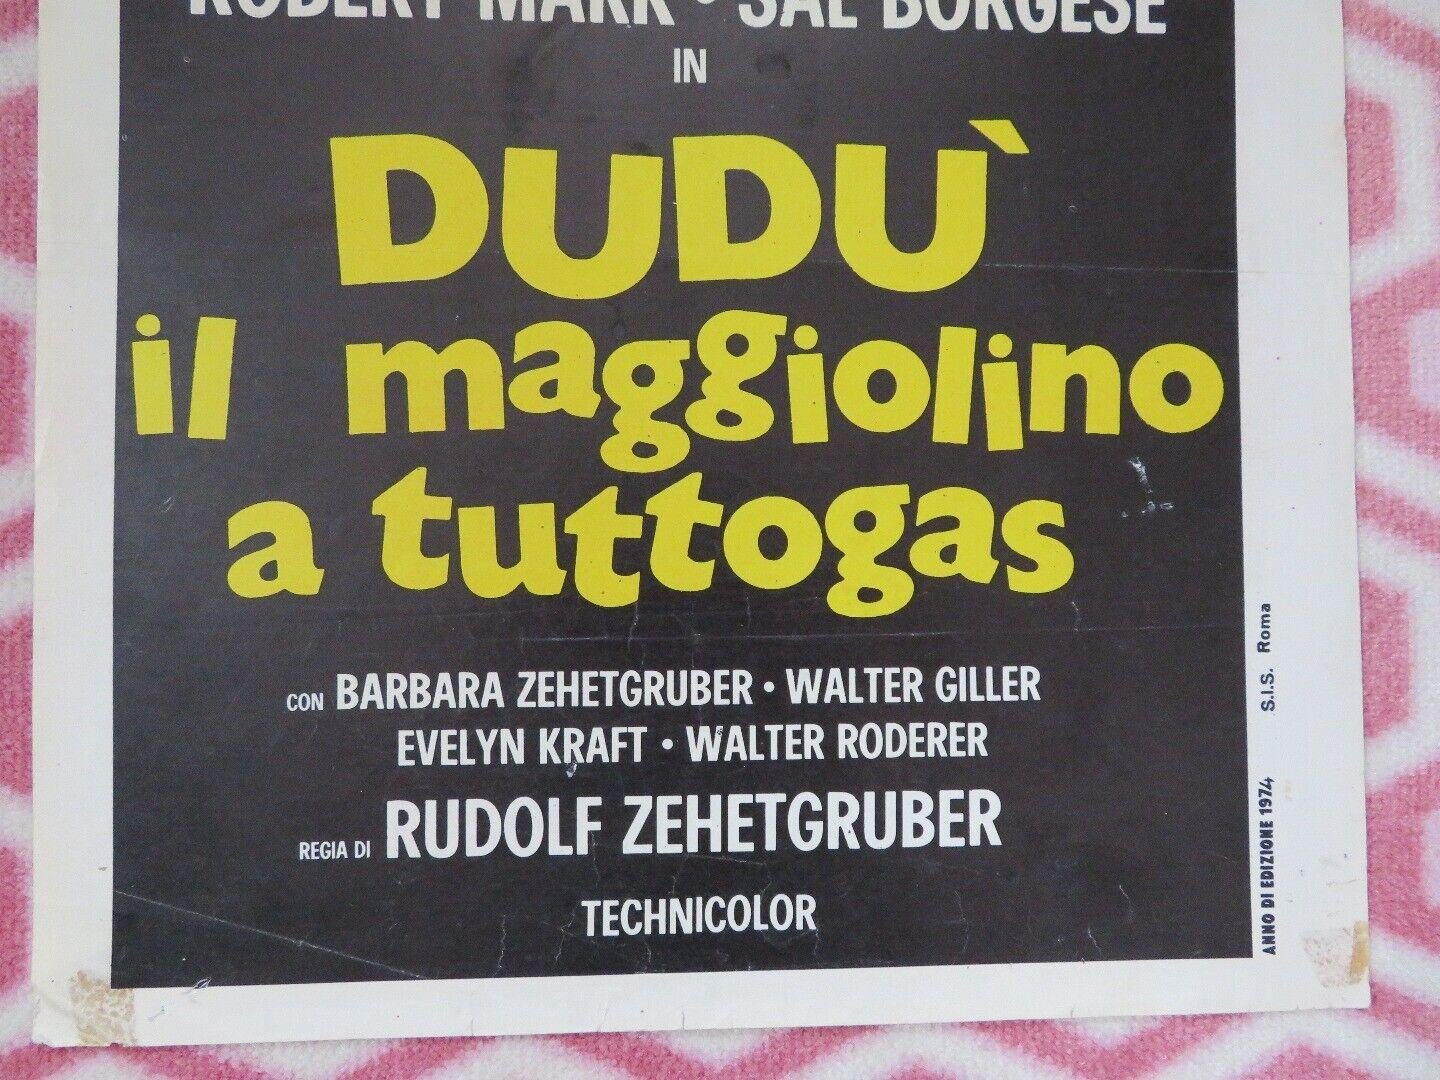 ROBERT MARK • SAL BORGESE
IN
DUDÙ
il maggiolino
a tuttogas
CON BARBARA ZEHETGRUBER • WALTER GILLER
EVELYN KRAFT • WALTER RODERER
REGIA DI RUDOLF ZEHETGRUBER
TECHNICOLOR
ANNO DI EDIZIONE 1974 S.I.S. Roma